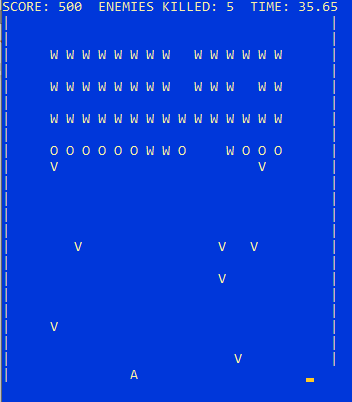 SCORE: 500 ENEMIES KILLED: 5 TIME: 35.65
W W W W W W W W W W W W W W
W W W W W W W W W W W W W
W W W W W W W W W W W W W W W
O O O O O O W W O W O O O
V V
V V V
V
V
V
A